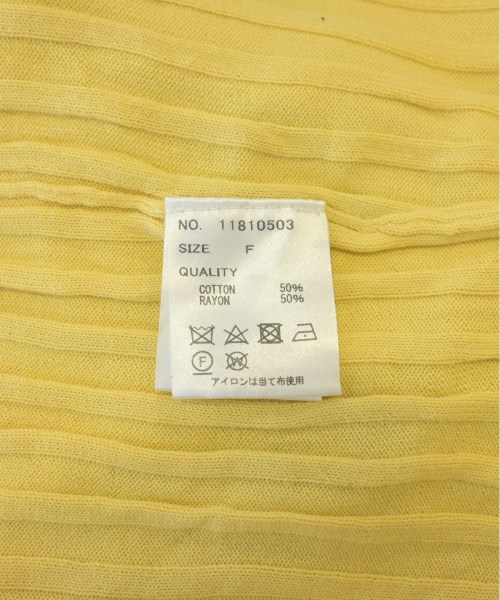 NO. 11810503
SIZE F
QUALITY
COTTON 50%
RAYON 50%
F W
アイロンは当て布使用